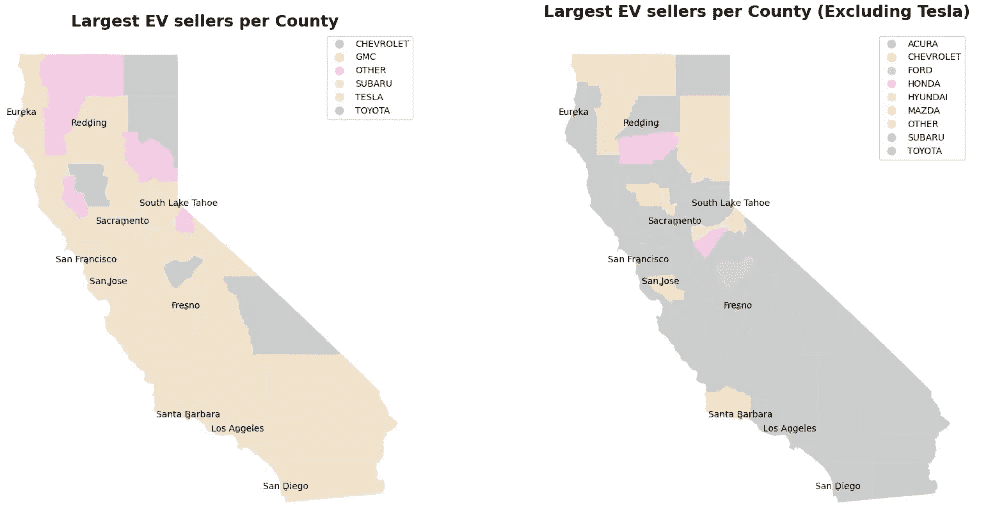 Largest EV sellers per County
CHEVROLET
GMC
OTHER
SUBARU
TESLA
TOYOTA
Eureka
Redding
South Lake Tahoe
Sacramento
San Francisco
San Jose
Fresno
Santa Barbara
Los Angeles
San Diego
Largest EV sellers per County (Excluding Tesla)
ACURA
CHEVROLET
FORD
HONDA
HYUNDAI
MAZDA
OTHER
SUBARU
TOYOTA
Eureka
Redding
South Lake Tahoe
Sacramento
San Francisco
San Jose
Fresno
Santa Barbara
Los Angeles
San Diego